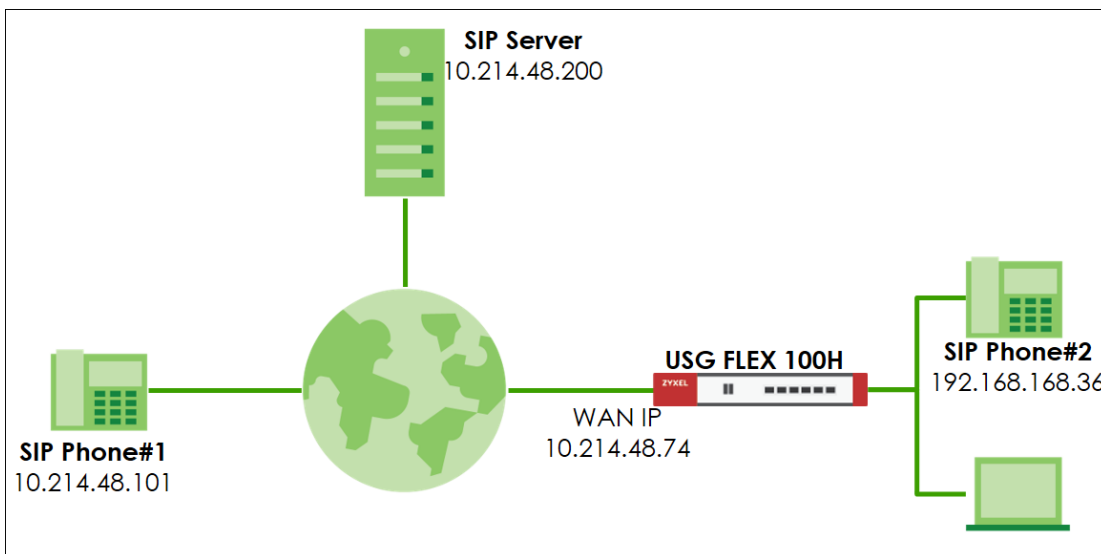 SIP Server
10.214.48.200
USG FLEX 100H
ZYXEL
WAN IP
10.214.48.74
SIP Phone#1
10.214.48.101
SIP Phone#2
192.168.168.36